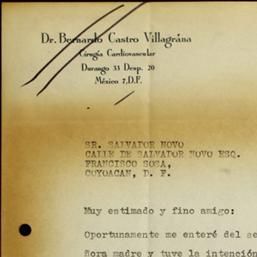 Dr. Bernardo Castro Villagrána
Cirugía Cardiovascular
Durango 33 Desp. 20
México 7, D.F.
SR. SALVADOR NOVO
CALLE DE SALVADOR NOVO ESQ.
FRANCISCO SOSA,
COYOACAN, D. F.
Muy estimado y fino amigo:
Oportunamente me enteré del se
ñora madre y tuve la intención